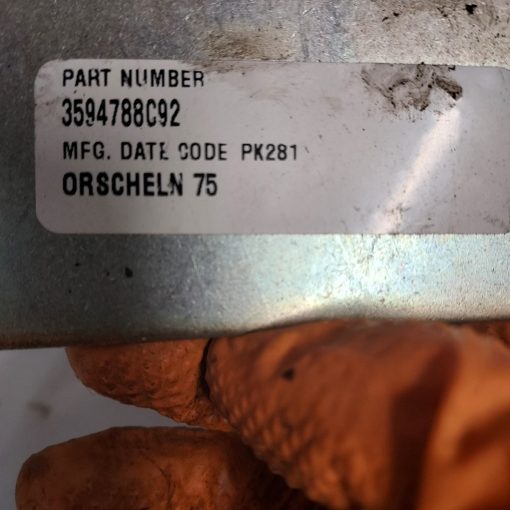 PART NUMBER
3594788C92
MFG. DATE CODE PK281
ORSCHELN 75